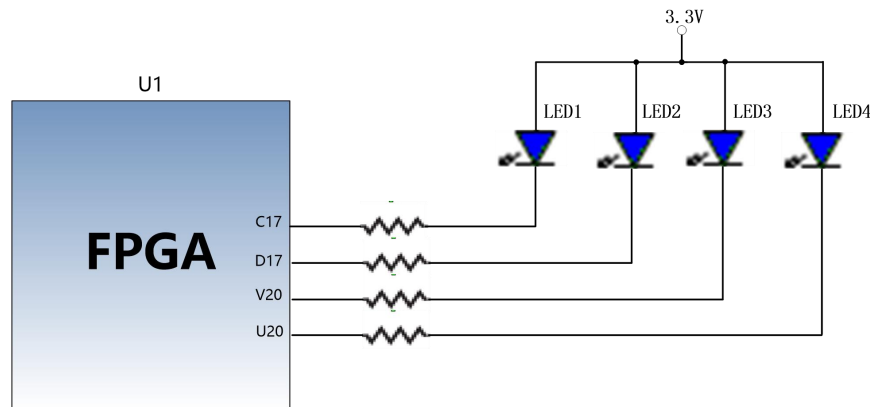 3.3V
U1
LED1
LED2
LED3
LED4
C17
FPGA
D17
V20
U20